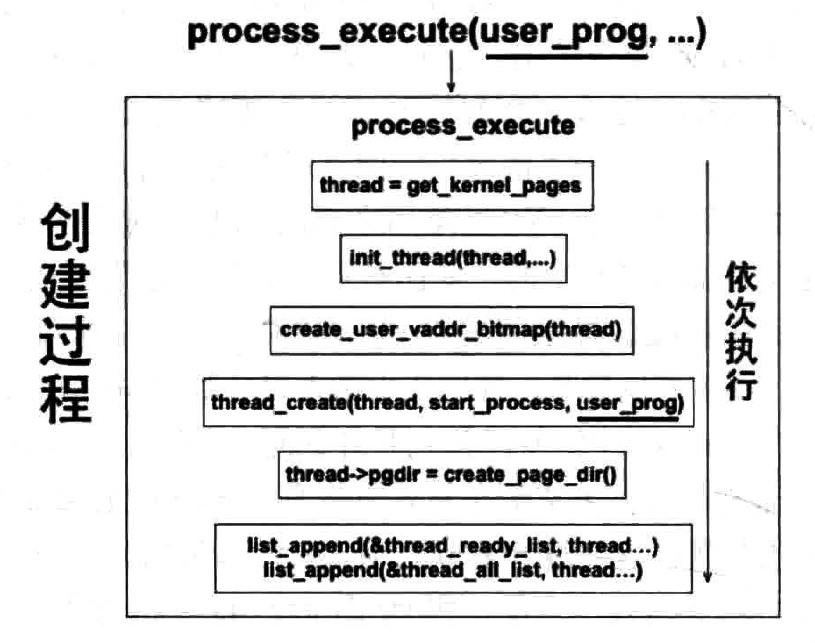 process_execute(user_prog, ...)
process_execute
thread = get_kernel_pages
init_thread(thread,...)
create_user_vaddr_bitmap(thread)
thread_create(thread, start_process, user_prog)
thread->pgdir = create_page_dir()
list_append(&thread_ready_list, thread...)
list_append(&thread_all_list, thread...)
创建过程
依次执行